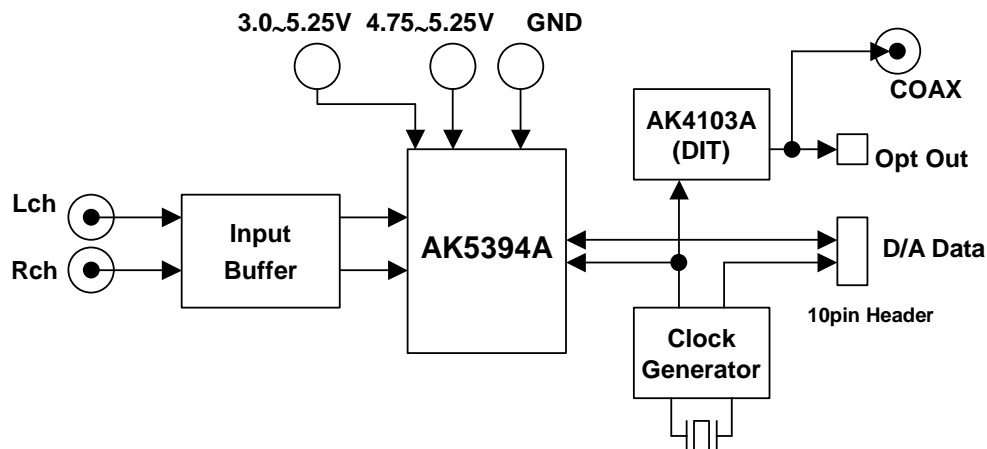 3.0~5.25V 4.75~5.25V GND
COAX
AK4103A
(DIT)
Opt Out
Lch
Rch
Input
Buffer
AK5394A
D/A Data
10pin Header
Clock
Generator